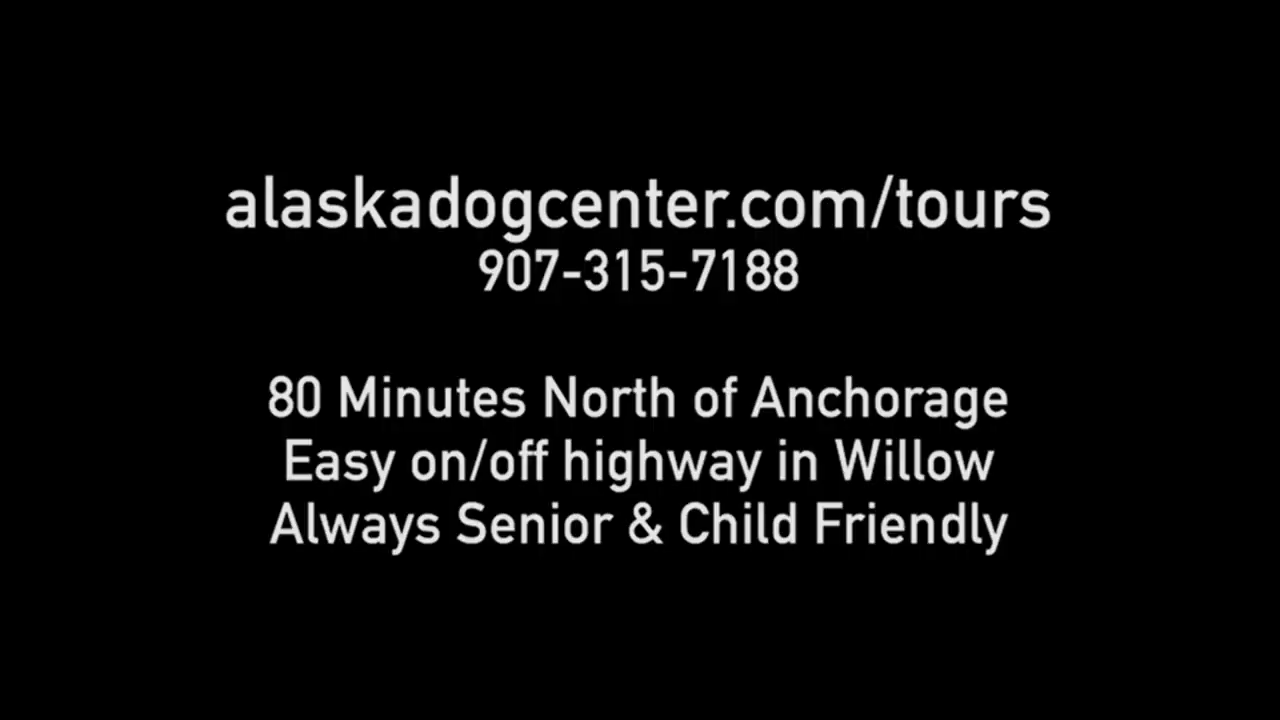 alaskadogcenter.com/tours
907-315-7188
80 Minutes North of Anchorage
Easy on/off highway in Willow
Always Senior & Child Friendly